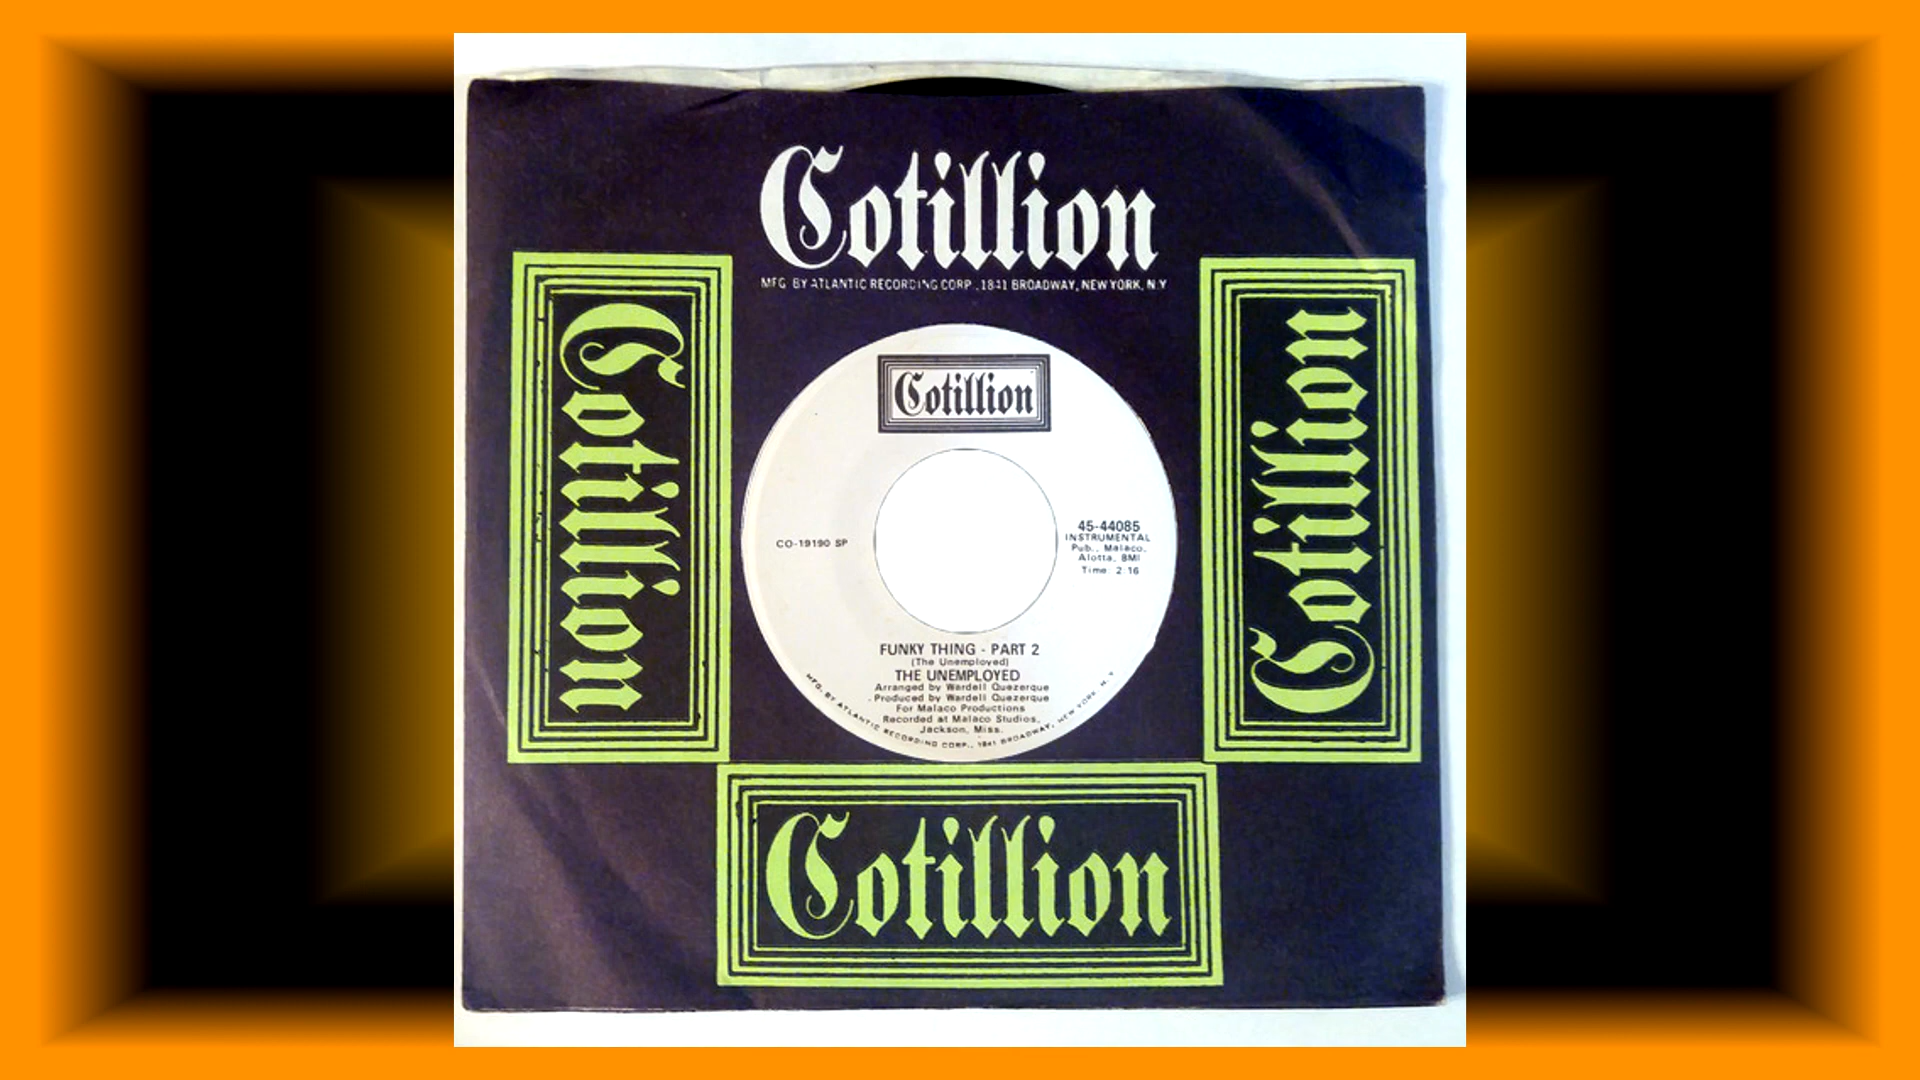 Cotillion
MFG. BY ATLANTIC RECORDING CORP., 1841 BROADWAY, NEW YORK, N.Y.
Cotillion
Cotillion
Cotillion
CO-19190 SP
45-44085
INSTRUMENTAL
Pub., Malaco,
Alotta, BMI
Time: 2:16
FUNKY THING - PART 2
(The Unemployed)
THE UNEMPLOYED
Arranged by Wardell Quezerque
Produced by Wardell Quezerque
For Malaco Productions
Recorded at Malaco Studios,
Jackson, Miss.
MFG. BY ATLANTIC RECORDING CORP., 1841 BROADWAY, NEW YORK, N.Y.
Cotillion